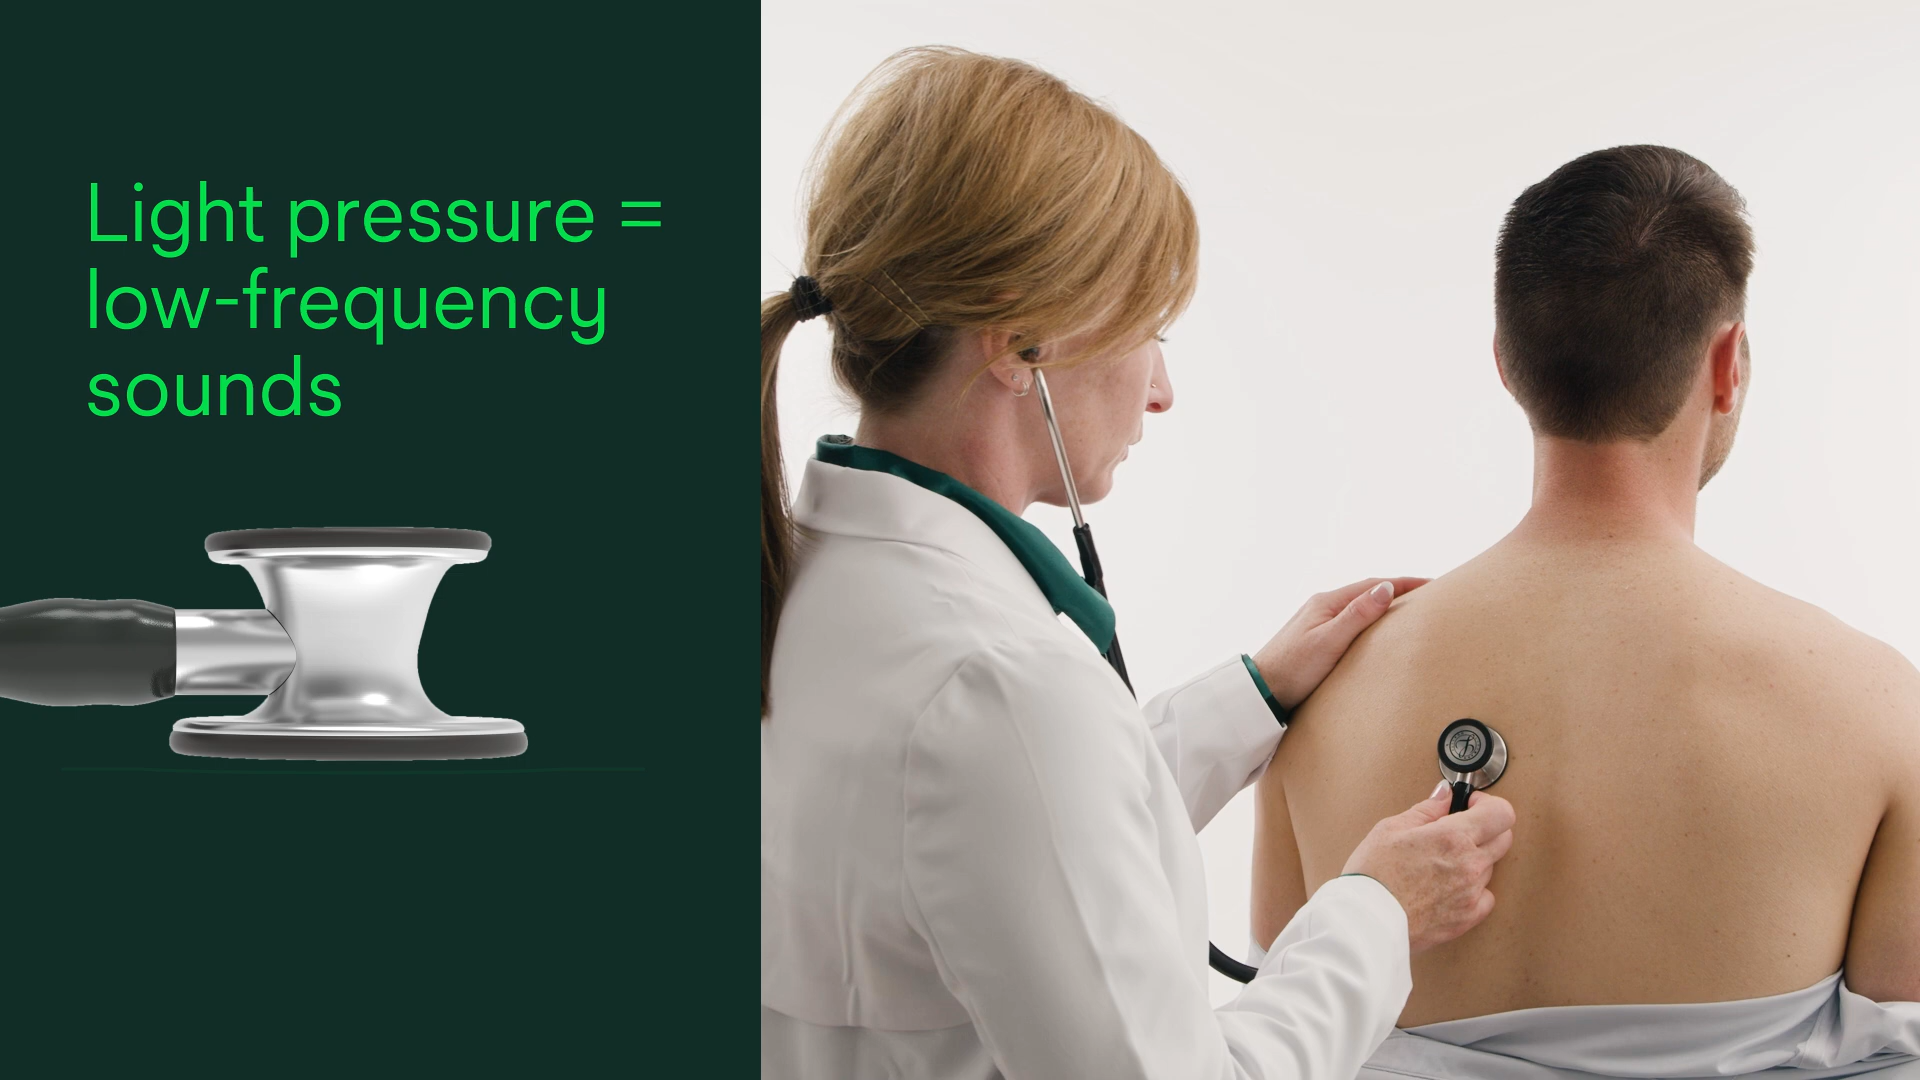 Light pressure =
low-frequency
sounds